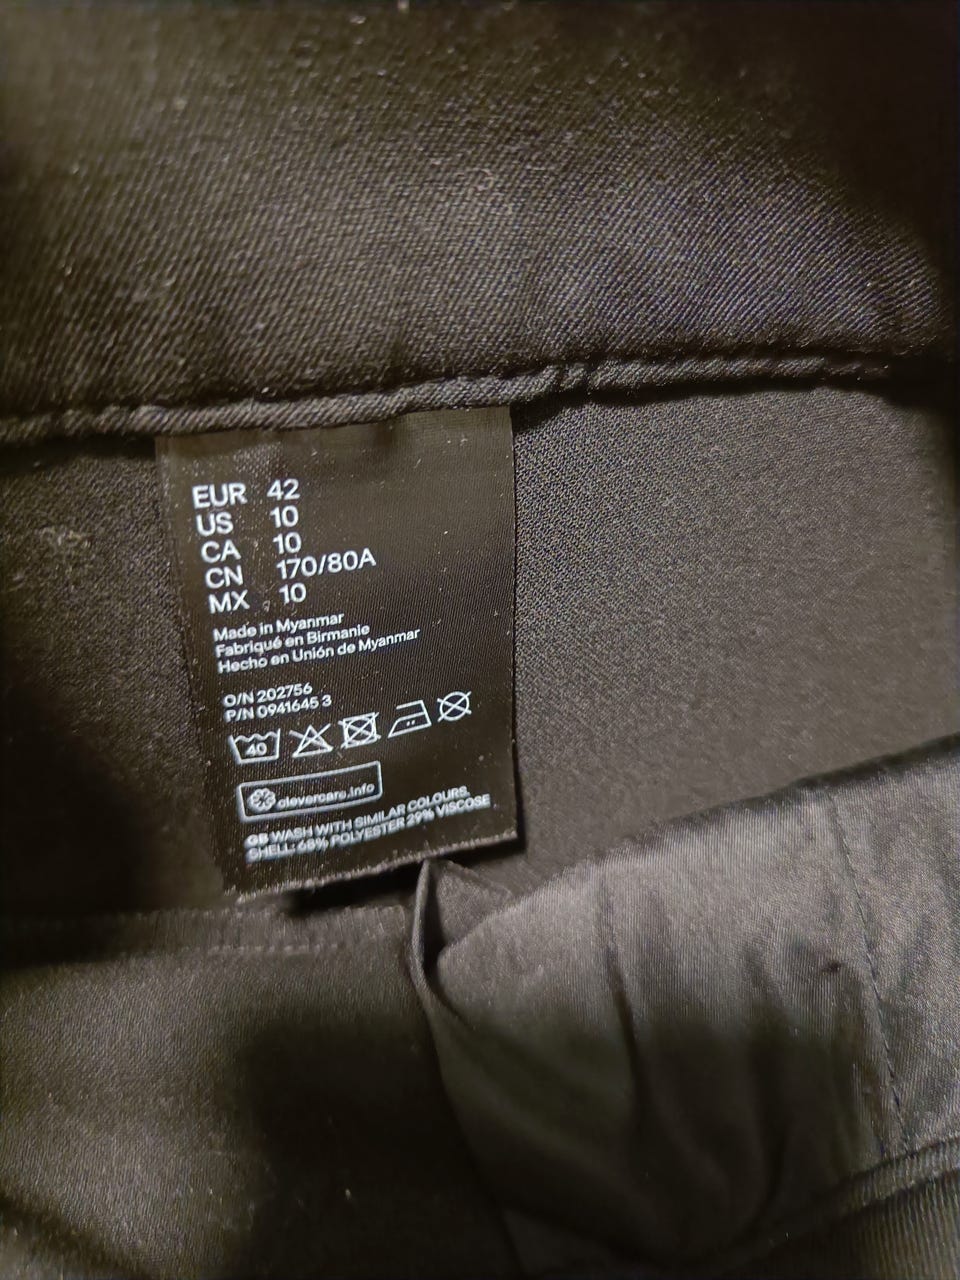 EUR 42
US 10
CA 10
CN 170/80A
MX 10
Made in Myanmar
Fabriqué en Birmanie
Hecho en Unión de Myanmar
O/N 202756
P/N 0941645 3
40
clevercare.info
GB WASH WITH SIMILAR COLOURS
SHELL: 68% POLYESTER 29% VISCOSE